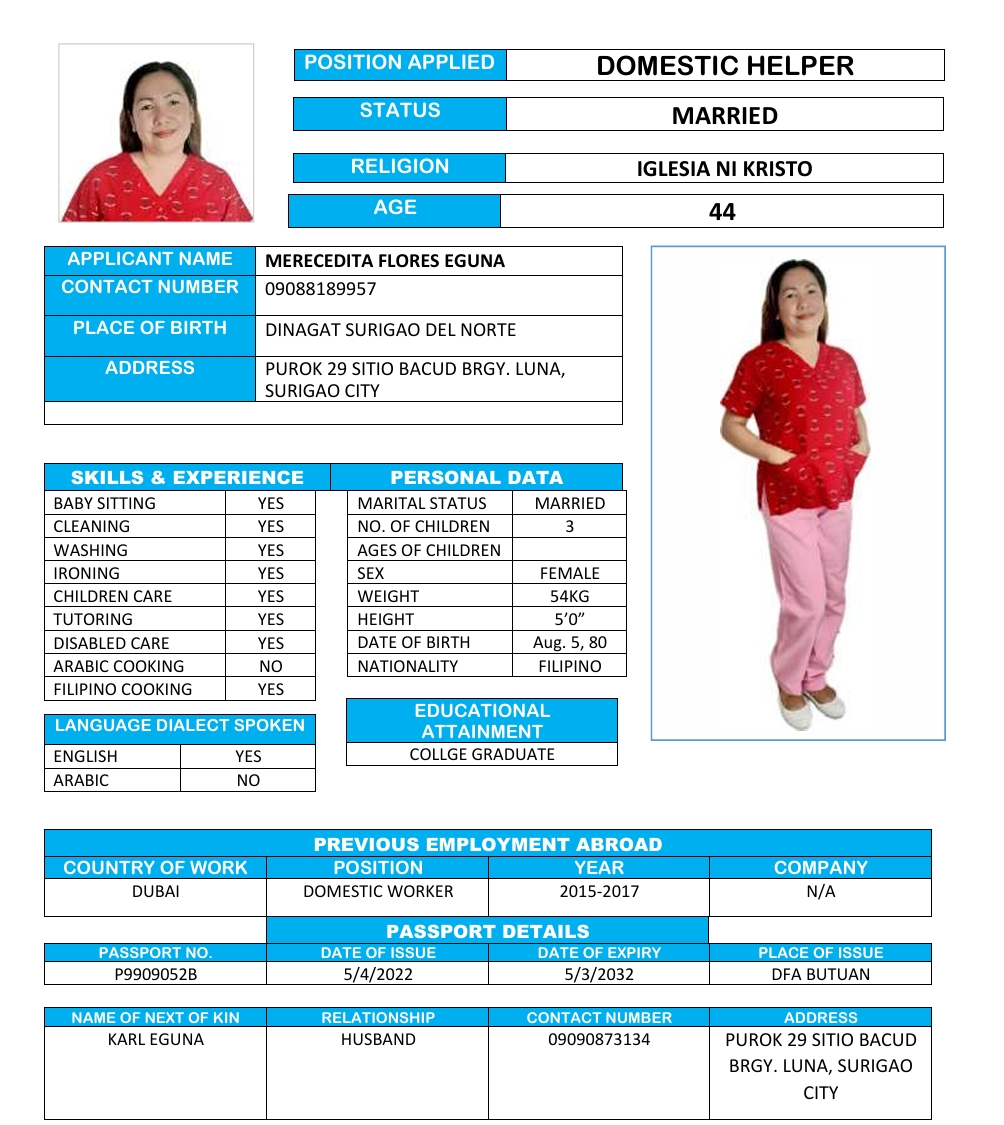 POSITION APPLIED DOMESTIC HELPER
STATUS MARRIED
RELIGION IGLESIA NI KRISTO
AGE 44
APPLICANT NAME MERECEDITA FLORES EGUNA
CONTACT NUMBER 09088189957
PLACE OF BIRTH DINAGAT SURIGAO DEL NORTE
ADDRESS PUROK 29 SITIO BACUD BRGY. LUNA,
SURIGAO CITY
SKILLS & EXPERIENCE PERSONAL DATA
BABY SITTING YES MARITAL STATUS MARRIED
CLEANING YES NO. OF CHILDREN 3
WASHING YES AGES OF CHILDREN
IRONING YES SEX FEMALE
CHILDREN CARE YES WEIGHT 54KG
TUTORING YES HEIGHT 5’0”
DISABLED CARE YES DATE OF BIRTH Aug. 5, 80
ARABIC COOKING NO NATIONALITY FILIPINO
FILIPINO COOKING YES
LANGUAGE DIALECT SPOKEN
ENGLISH YES
ARABIC NO
EDUCATIONAL
ATTAINMENT
COLLGE GRADUATE
PREVIOUS EMPLOYMENT ABROAD
COUNTRY OF WORK POSITION YEAR COMPANY
DUBAI DOMESTIC WORKER 2015-2017 N/A
PASSPORT DETAILS
PASSPORT NO. DATE OF ISSUE DATE OF EXPIRY PLACE OF ISSUE
P9909052B 5/4/2022 5/3/2032 DFA BUTUAN
NAME OF NEXT OF KIN RELATIONSHIP CONTACT NUMBER ADDRESS
KARL EGUNA HUSBAND 09090873134 PUROK 29 SITIO BACUD
BRGY. LUNA, SURIGAO
CITY